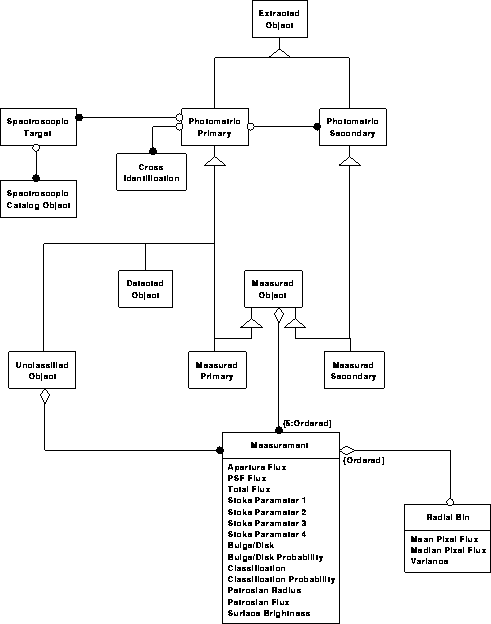 Extracted
Object
Spectroscopic
Target
Photometric
Primary
Photometric
Secondary
Cross
Identification
Spectroscopic
Catalog Object
Detected
Object
Measured
Object
Unclassified
Object
Measured
Primary
Measured
Secondary
{5:Ordered]
Measurement
{Ordered]
Aperture Flux
PSF Flux
Total Flux
Stoke Parameter 1
Stoke Parameter 2
Stoke Parameter 3
Stoke Parameter 4
Bulge/Disk
Bulge/Disk Probability
Classification
Classification Probability
Petrosian Radius
Petrosian Flux
Surface Brightness
Radial Bin
Mean Pixel Flux
Median Pixel Flux
Variance